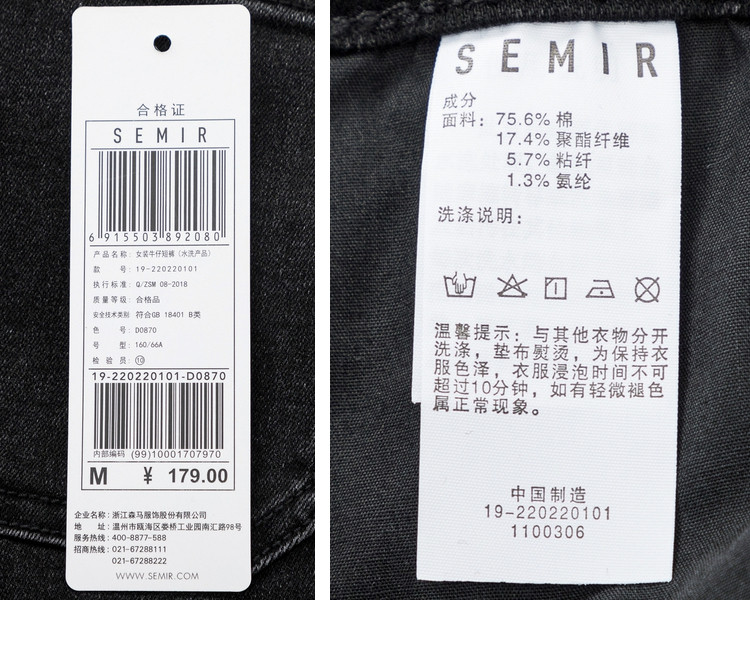 合格证
SEMIR
6 915503 892080
产品名称: 女装牛仔短裤（水洗产品）
款 号: 19-220220101
执行标准: Q/ZSM 08-2018
质量等级: 合格品
安全技术类别: 符合GB 18401 B类
色 号: D0870
号 型: 160/66A
检 验 员: ⑩
19-220220101-D0870
内部编码 (99)10001707970
M ¥ 179.00
企业名称: 浙江森马服饰股份有限公司
地 址: 温州市瓯海区娄桥工业园南汇路98号
服务热线: 400-8877-588
招商热线: 021-67288111
021-67288222
WWW.SEMIR.COM
SEMIR
成分
面料: 75.6% 棉
17.4% 聚酯纤维
5.7% 粘纤
1.3% 氨纶
洗涤说明:
温馨提示: 与其他衣物分开
洗涤，垫布熨烫，为保持衣
服色泽，衣服浸泡时间不可
超过10分钟，如有轻微褪色
属正常现象。
中国制造
19-220220101
1100306